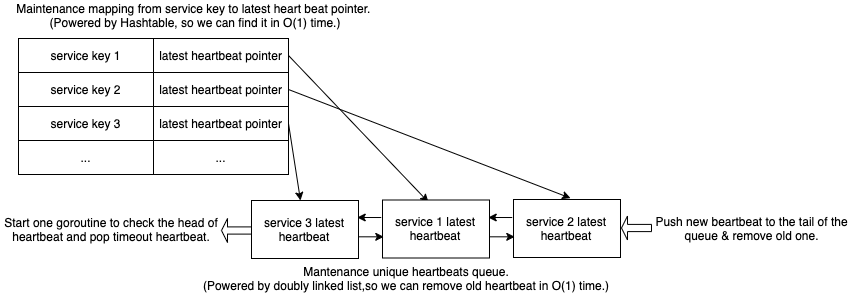 Maintenance mapping from service key to latest heart beat pointer.
(Powered by Hashtable, so we can find it in O(1) time.)
service key 1
latest heartbeat pointer
service key 2
latest heartbeat pointer
service key 3
latest heartbeat pointer
...
...
Start one goroutine to check the head of
heartbeat and pop timeout heartbeat.
service 3 latest
heartbeat
service 1 latest
heartbeat
service 2 latest
heartbeat
Push new beartbeat to the tail of the
queue & remove old one.
Mantenance unique heartbeats queue.
(Powered by doubly linked list,so we can remove old heartbeat in O(1) time.)